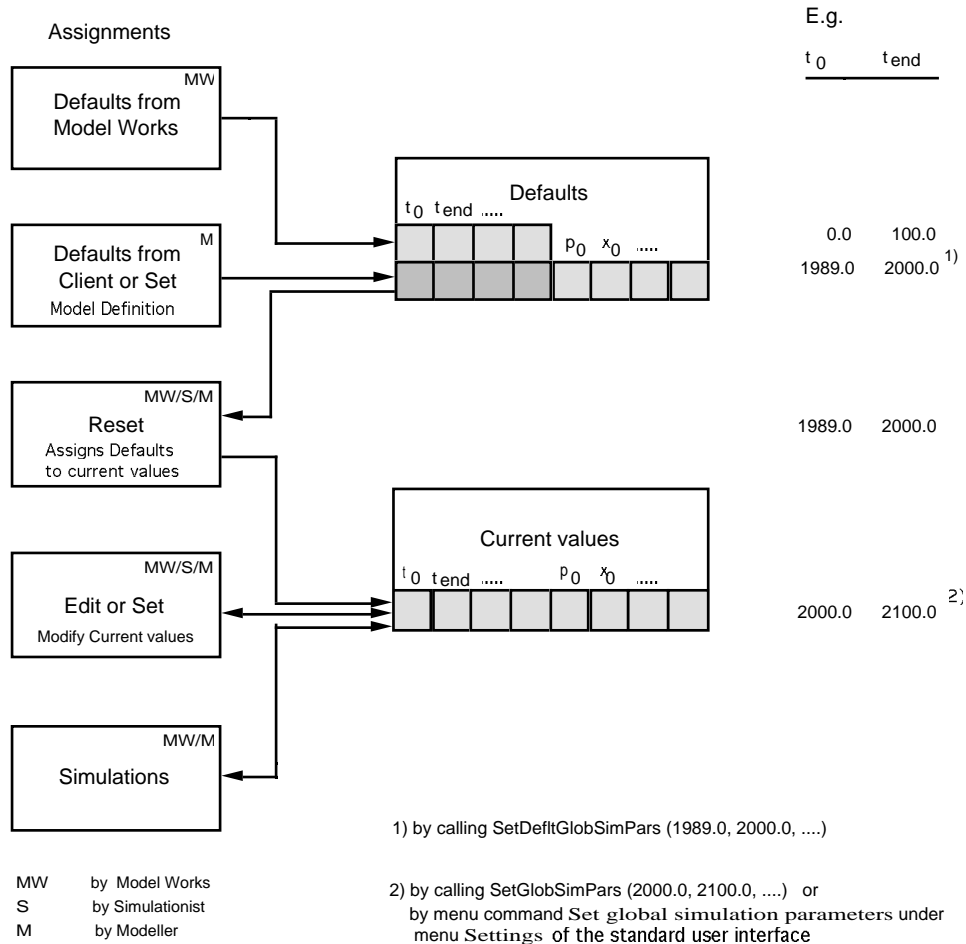 E.g.
Assignments
t0 tend
MW
Defaults from
Model Works
Defaults
t0 tend .....
M
Defaults from
Client or Set
Model Definition
p0 x0 .....
0.0 100.0
1989.0 2000.0 1)
MW/S/M
Reset
Assigns Defaults
to current values
1989.0 2000.0
Current values
t0 tend ..... p0 x0 .....
MW/S/M
Edit or Set
Modify Current values
2000.0 2100.0 2)
MW/M
Simulations
1) by calling SetDefltGlobSimPars (1989.0, 2000.0, ....)
MW by Model Works
S by Simulationist
M by Modeller
2) by calling SetGlobSimPars (2000.0, 2100.0, ....) or
by menu command Set global simulation parameters under
menu Settings of the standard user interface